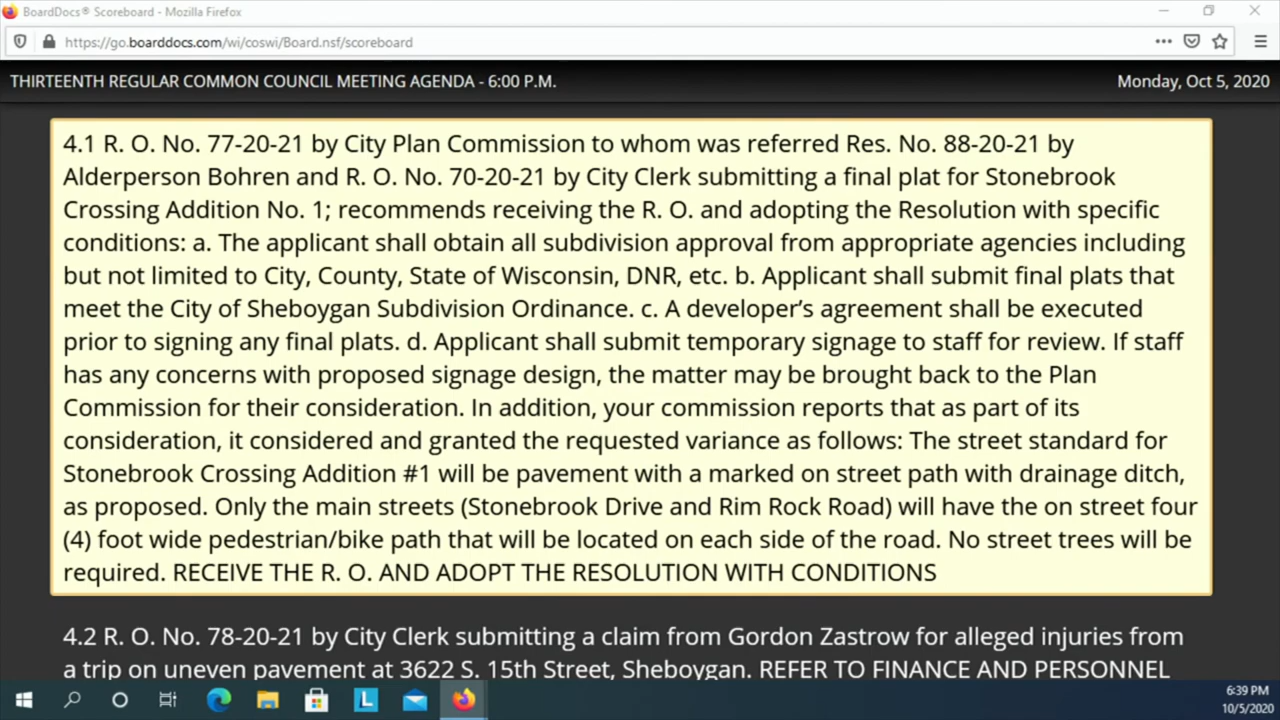 BoardDocs® Scoreboard - Mozilla Firefox
https://go.boarddocs.com/wi/coswi/Board.nsf/scoreboard
THIRTEENTH REGULAR COMMON COUNCIL MEETING AGENDA - 6:00 P.M.
Monday, Oct 5, 2020
4.1 R. O. No. 77-20-21 by City Plan Commission to whom was referred Res. No. 88-20-21 by
Alderperson Bohren and R. O. No. 70-20-21 by City Clerk submitting a final plat for Stonebrook
Crossing Addition No. 1; recommends receiving the R. O. and adopting the Resolution with specific
conditions: a. The applicant shall obtain all subdivision approval from appropriate agencies including
but not limited to City, County, State of Wisconsin, DNR, etc. b. Applicant shall submit final plats that
meet the City of Sheboygan Subdivision Ordinance. c. A developer’s agreement shall be executed
prior to signing any final plats. d. Applicant shall submit temporary signage to staff for review. If staff
has any concerns with proposed signage design, the matter may be brought back to the Plan
Commission for their consideration. In addition, your commission reports that as part of its
consideration, it considered and granted the requested variance as follows: The street standard for
Stonebrook Crossing Addition #1 will be pavement with a marked on street path with drainage ditch,
as proposed. Only the main streets (Stonebrook Drive and Rim Rock Road) will have the on street four
(4) foot wide pedestrian/bike path that will be located on each side of the road. No street trees will be
required. RECEIVE THE R. O. AND ADOPT THE RESOLUTION WITH CONDITIONS
4.2 R. O. No. 78-20-21 by City Clerk submitting a claim from Gordon Zastrow for alleged injuries from
a trip on uneven pavement at 3622 S. 15th Street, Sheboygan. REFER TO FINANCE AND PERSONNEL
L
6:39 PM
10/5/2020